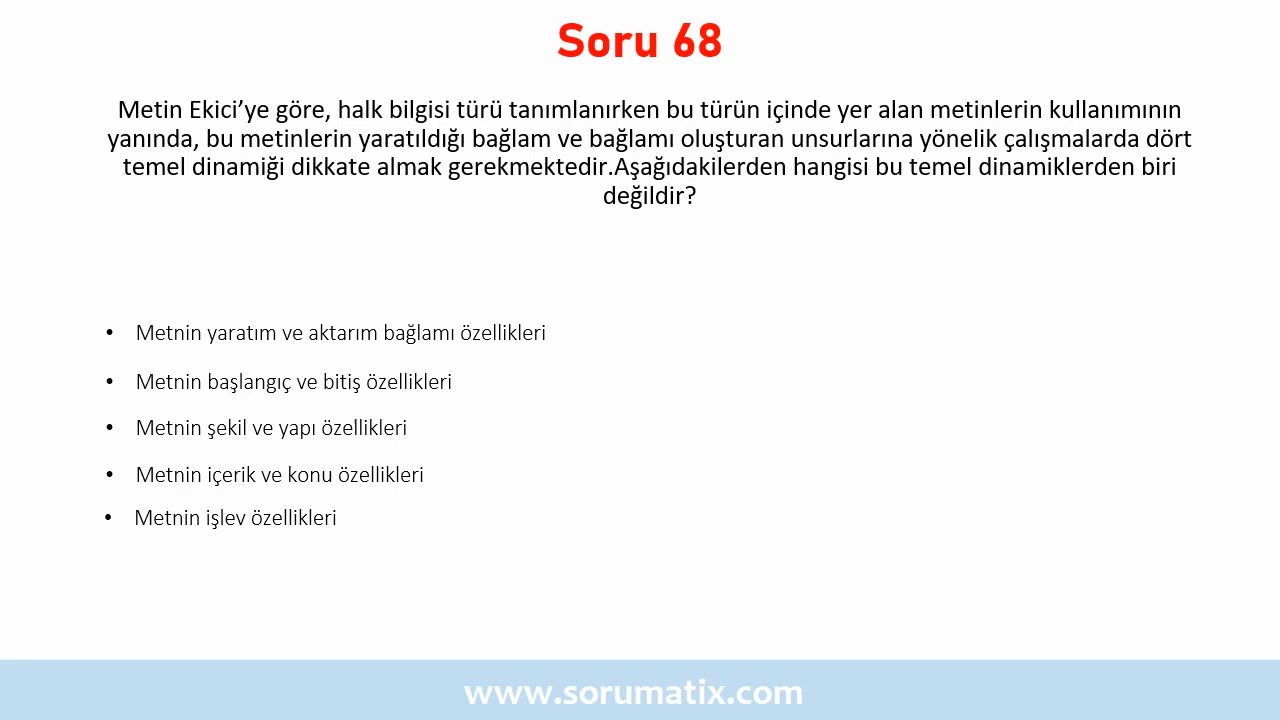 Soru 68
Metin Ekici’ye göre, halk bilgisi türü tanımlanırken bu türün içinde yer alan metinlerin kullanımının
yanında, bu metinlerin yaratıldığı bağlam ve bağlamı oluşturan unsurlarına yönelik çalışmalarda dört
temel dinamiği dikkate almak gerekmektedir.Aşağıdakilerden hangisi bu temel dinamiklerden biri
değildir?
• Metnin yaratım ve aktarım bağlamı özellikleri
• Metnin başlangıç ve bitiş özellikleri
• Metnin şekil ve yapı özellikleri
• Metnin içerik ve konu özellikleri
• Metnin işlev özellikleri
www.sorumatix.com